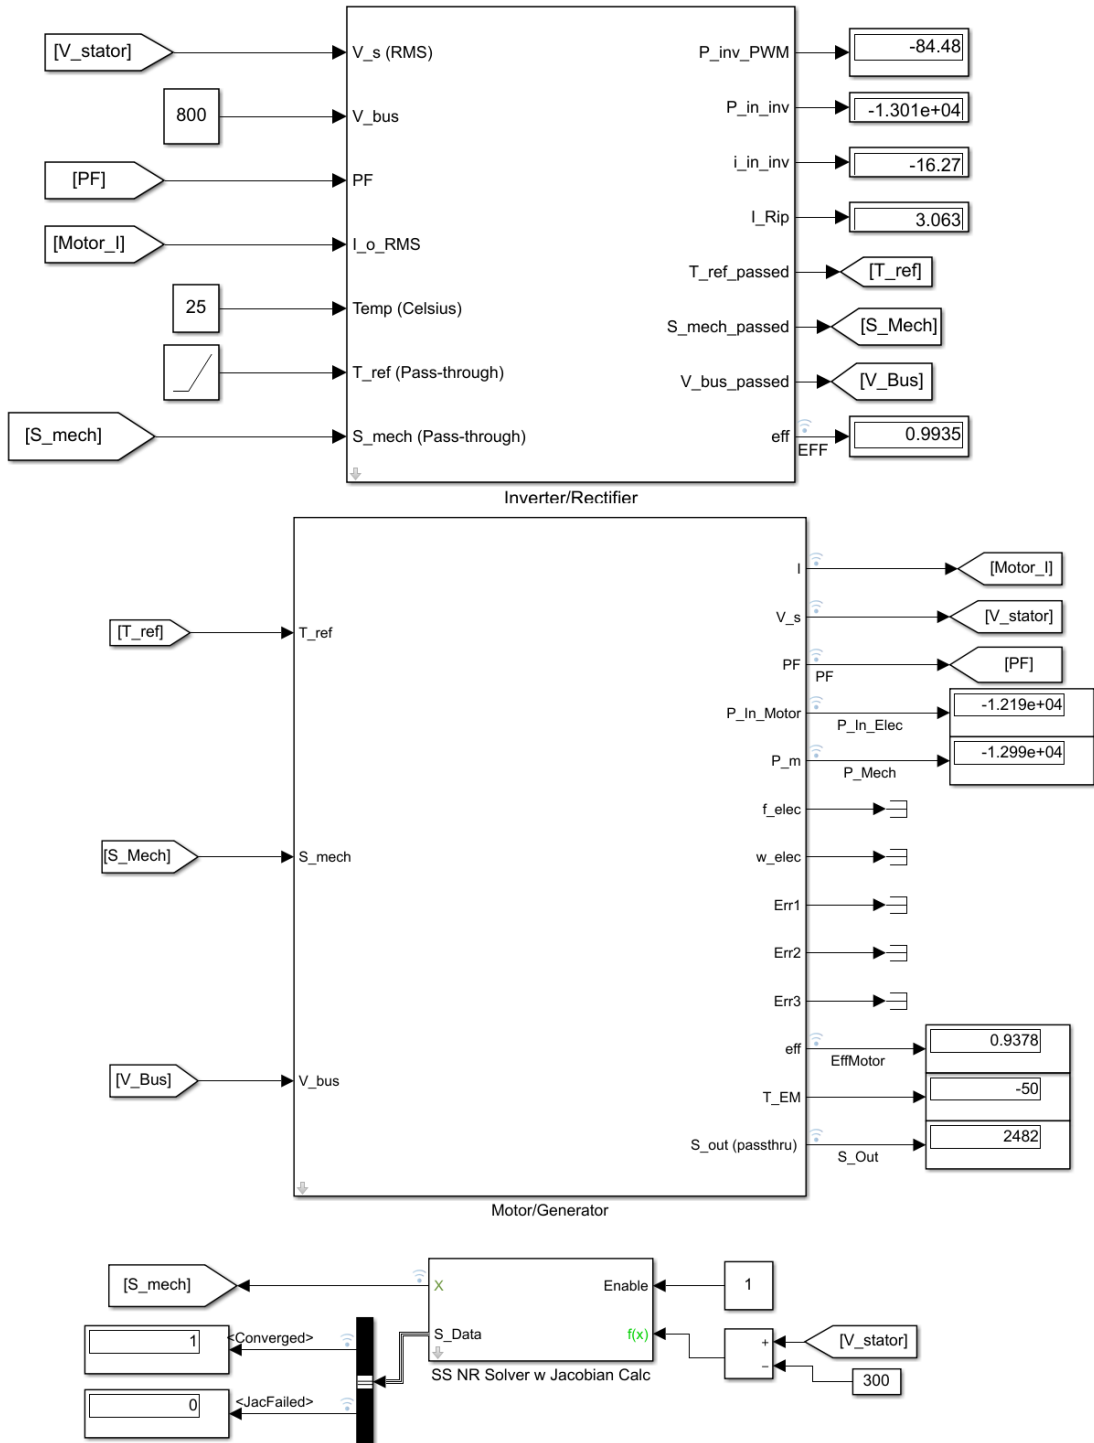 [V_stator]
V_s (RMS)
P_inv_PWM
-84.48
800
V_bus
P_in_inv
-1.301e+04
[PF]
PF
i_in_inv
-16.27
[Motor_I]
I_o_RMS
I_Rip
3.063
25
Temp (Celsius)
T_ref_passed
[T_ref]
T_ref (Pass-through)
S_mech_passed
[S_Mech]
V_bus_passed
[V_Bus]
[S_mech]
S_mech (Pass-through)
eff
EFF
0.9935
Inverter/Rectifier
I
[Motor_I]
V_s
[V_stator]
[T_ref]
T_ref
PF
PF
[PF]
P_In_Motor
P_In_Elec
-1.219e+04
P_m
P_Mech
-1.299e+04
f_elec
[S_Mech]
S_mech
w_elec
Err1
Err2
Err3
eff
EffMotor
0.9378
[V_Bus]
V_bus
T_EM
-50
S_out (passthru)
S_Out
2482
Motor/Generator
[S_mech]
X
Enable
1
1
<Converged>
S_Data
f(x)
+
−
[V_stator]
300
SS NR Solver w Jacobian Calc
0
<JacFailed>